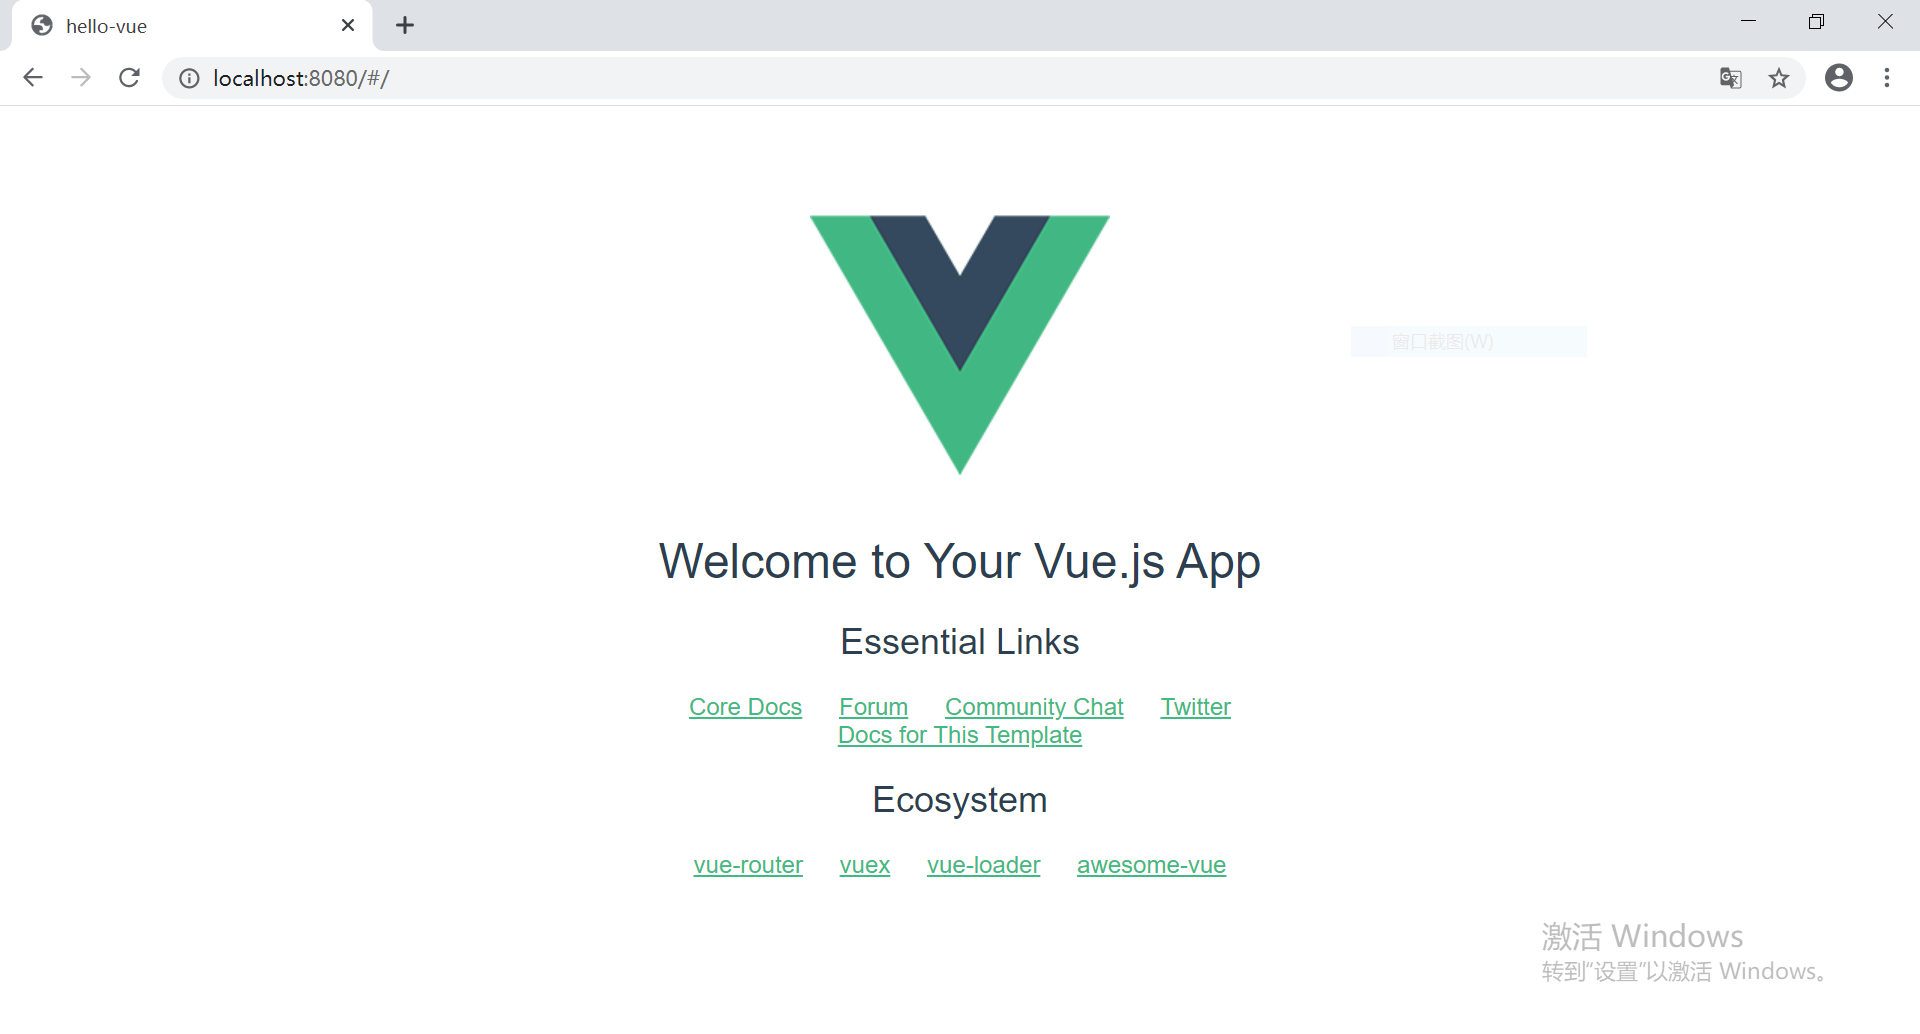 hello-vue
localhost:8080/#/
窗口截图(W)
Welcome to Your Vue.js App
Essential Links
Core Docs Forum Community Chat Twitter
Docs for This Template
Ecosystem
vue-router vuex vue-loader awesome-vue
激活 Windows
转到“设置”以激活 Windows。